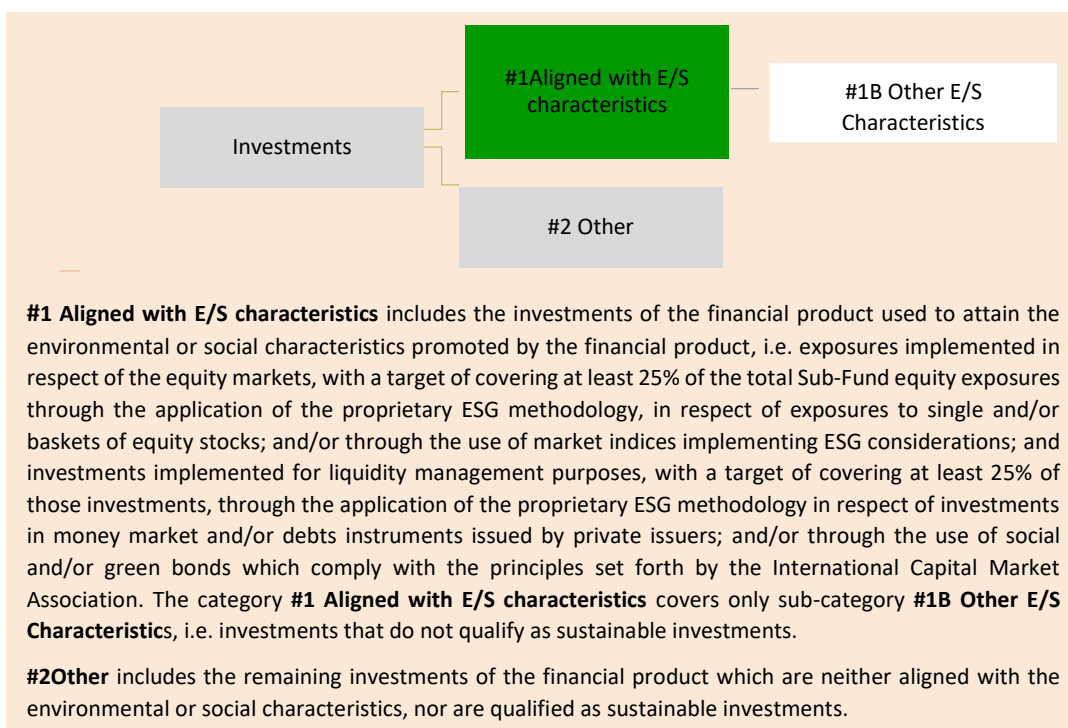 #1Aligned with E/S
characteristics
#1B Other E/S
Characteristics
Investments
#2 Other
#1 Aligned with E/S characteristics includes the investments of the financial product used to attain the
environmental or social characteristics promoted by the financial product, i.e. exposures implemented in
respect of the equity markets, with a target of covering at least 25% of the total Sub-Fund equity exposures
through the application of the proprietary ESG methodology, in respect of exposures to single and/or
baskets of equity stocks; and/or through the use of market indices implementing ESG considerations; and
investments implemented for liquidity management purposes, with a target of covering at least 25% of
those investments, through the application of the proprietary ESG methodology in respect of investments
in money market and/or debts instruments issued by private issuers; and/or through the use of social
and/or green bonds which comply with the principles set forth by the International Capital Market
Association. The category #1 Aligned with E/S characteristics covers only sub-category #1B Other E/S
Characteristics, i.e. investments that do not qualify as sustainable investments.
#2Other includes the remaining investments of the financial product which are neither aligned with the
environmental or social characteristics, nor are qualified as sustainable investments.